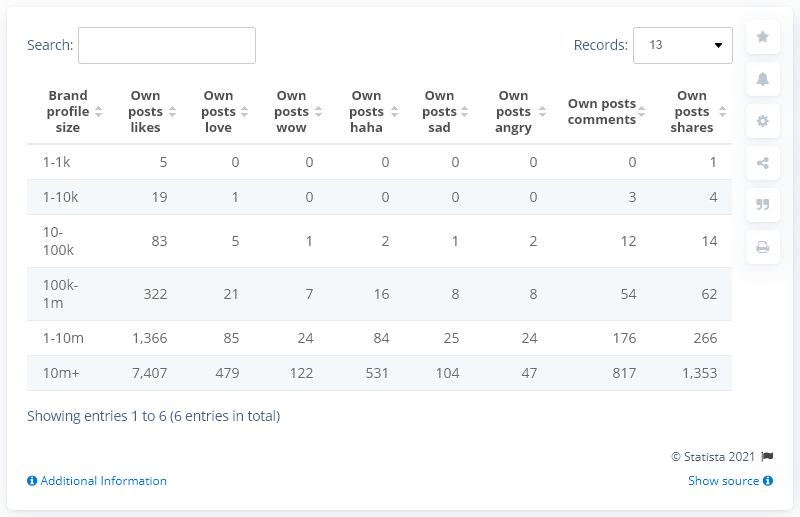 Search:
Records: 13
Brand profile size Own posts likes Own posts love Own posts wow Own posts haha Own posts sad Own posts angry Own posts comments Own posts shares
1-1k 5 0 0 0 0 0 0 1
1-10k 19 1 0 0 0 0 3 4
10-100k 83 5 1 2 1 2 12 14
100k-1m 322 21 7 16 8 8 54 62
1-10m 1,366 85 24 84 25 24 176 266
10m+ 7,407 479 122 531 104 47 817 1,353
Showing entries 1 to 6 (6 entries in total)
© Statista 2021
Additional Information
Show source